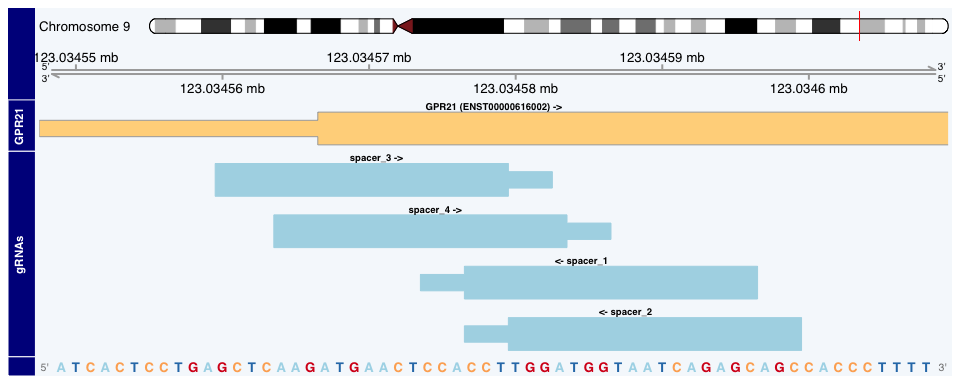 Chromosome 9
123.03455 mb 123.03457 mb 123.03459 mb
5' 3'
3' 5'
123.03456 mb 123.03458 mb 123.0346 mb
GPR21
GPR21 (ENST00000616002) ->
gRNAs
spacer_3 ->
spacer_4 ->
<- spacer_1
<- spacer_2
5' A T C A C T C C T G A G C T C A A G A T G A A C T C C A C C T T G G A T G G T A A T C A G A G C A G C C A C C C T T T T 3'